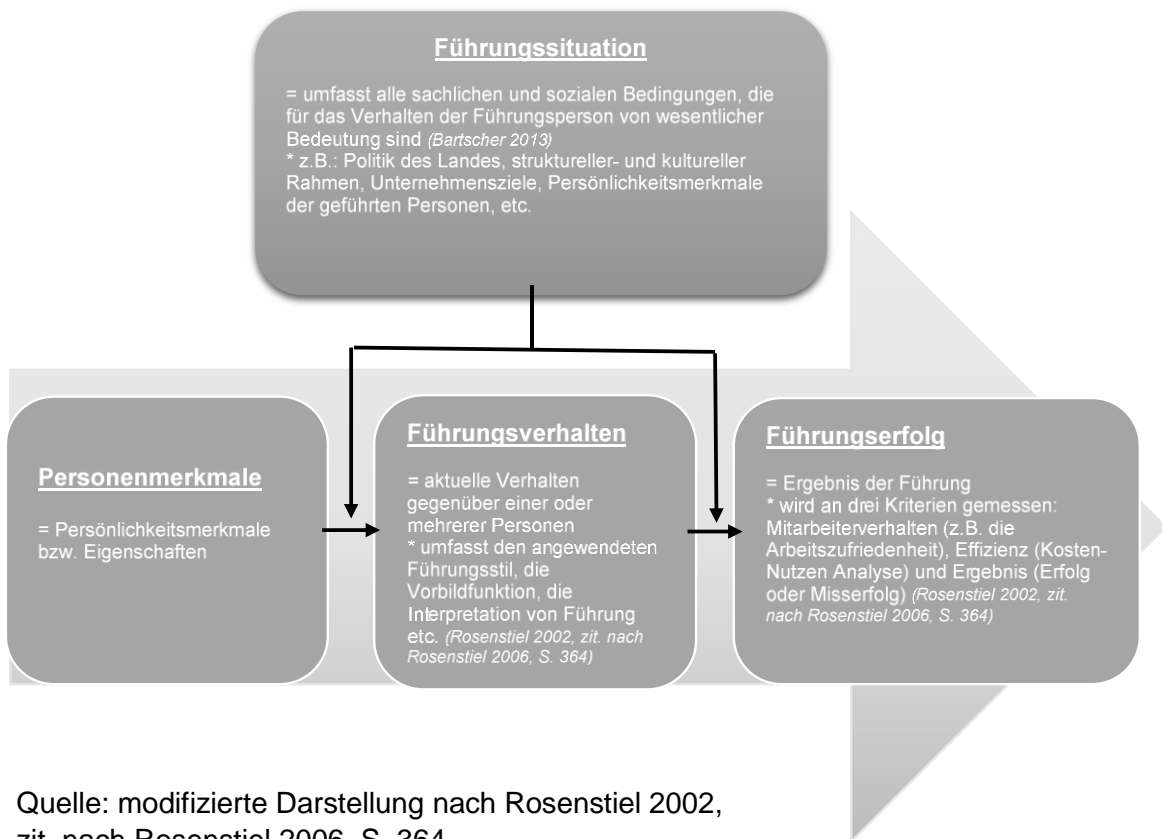 Führungssituation
= umfasst alle sachlichen und sozialen Bedingungen, die
für das Verhalten der Führungsperson von wesentlicher
Bedeutung sind (Bartscher 2013)
* z.B.: Politik des Landes, struktureller- und kultureller
Rahmen, Unternehmensziele, Persönlichkeitsmerkmale
der geführten Personen, etc.
Personenmerkmale
= Persönlichkeitsmerkmale
bzw. Eigenschaften
Führungsverhalten
= aktuelle Verhalten
gegenüber einer oder
mehrerer Personen
* umfasst den angewendeten
Führungsstil, die
Vorbildfunktion, die
Interpretation von Führung
etc. (Rosenstiel 2002, zit. nach
Rosenstiel 2006, S. 364)
Führungserfolg
= Ergebnis der Führung
* wird an drei Kriterien gemessen:
Mitarbeiterverhalten (z.B. die
Arbeitszufriedenheit), Effizienz (Kosten-
Nutzen Analyse) und Ergebnis (Erfolg
oder Misserfolg) (Rosenstiel 2002, zit.
nach Rosenstiel 2006, S. 364)
Quelle: modifizierte Darstellung nach Rosenstiel 2002,
zit. nach Rosenstiel 2006, S. 364